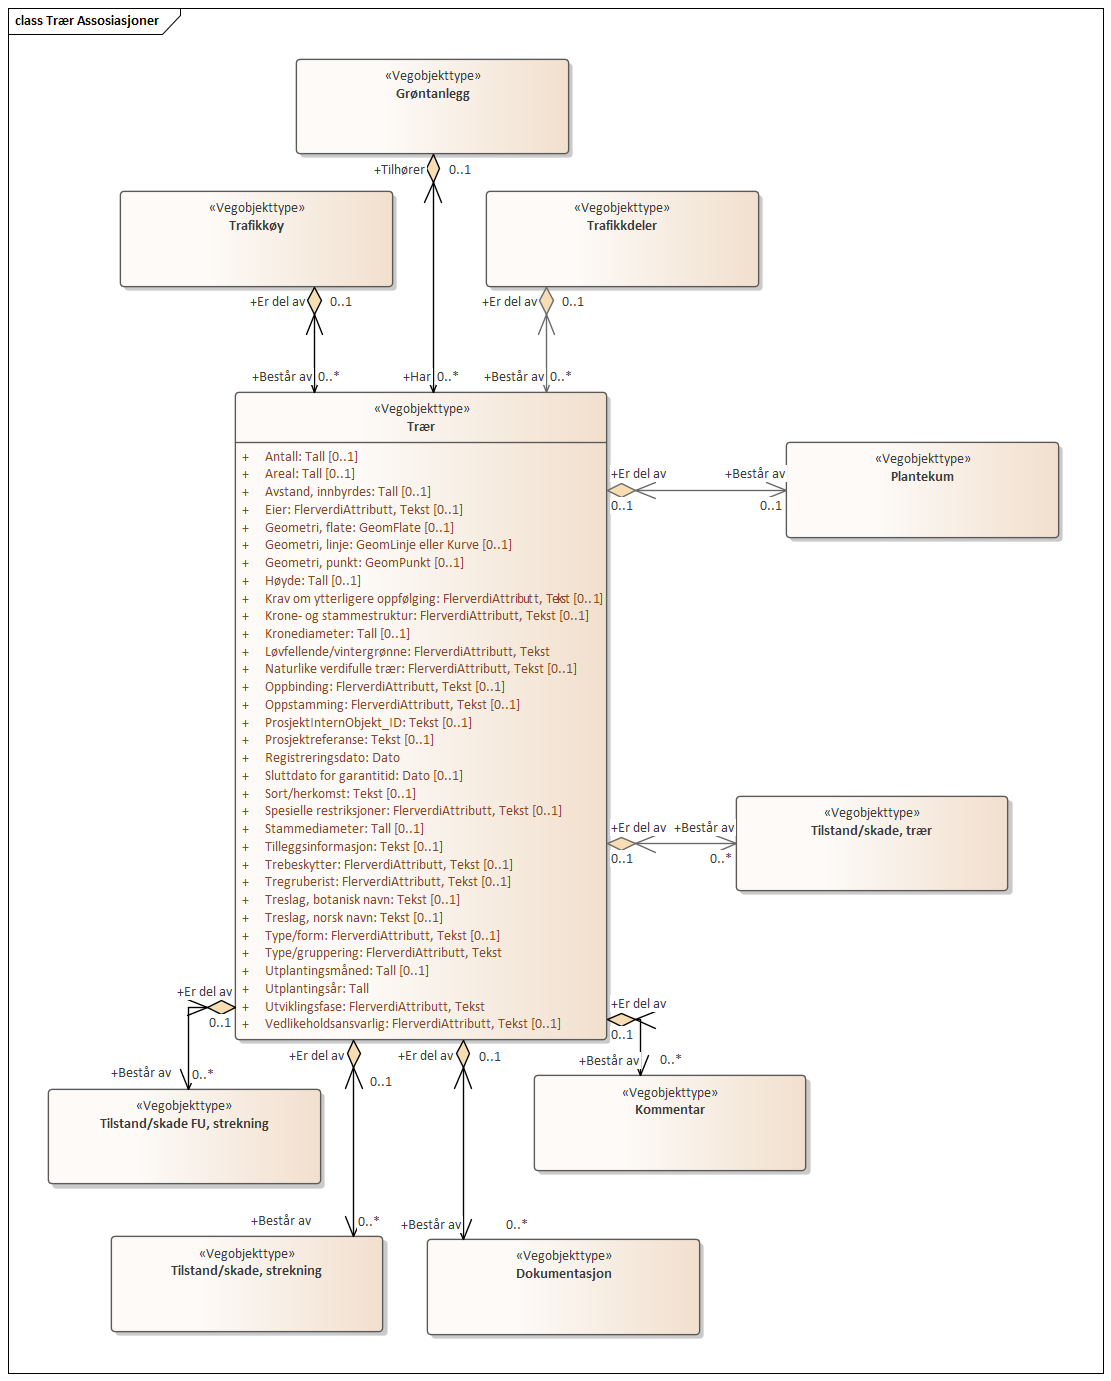 class Trær Assosiasjoner
«Vegobjekttype»
Grøntanlegg
+Tilhører 0..1
«Vegobjekttype»
Trafikkøy
«Vegobjekttype»
Trafikkdeler
+Er del av 0..1
+Er del av 0..1
+Består av 0..*
+Har 0..*
+Består av 0..*
«Vegobjekttype»
Trær
+ Antall: Tall [0..1]
+ Areal: Tall [0..1]
+ Avstand, innbyrdes: Tall [0..1]
+ Eier: FlerverdiAttributt, Tekst [0..1]
+ Geometri, flate: GeomFlate [0..1]
+ Geometri, linje: GeomLinje eller Kurve [0..1]
+ Geometri, punkt: GeomPunkt [0..1]
+ Høyde: Tall [0..1]
+ Krav om ytterligere oppfølging: FlerverdiAttributt, Tekst [0..1]
+ Krone- og stammestruktur: FlerverdiAttributt, Tekst [0..1]
+ Kronediameter: Tall [0..1]
+ Løvfellende/vintergrønne: FlerverdiAttributt, Tekst
+ Naturlike verdifulle trær: FlerverdiAttributt, Tekst [0..1]
+ Oppbinding: FlerverdiAttributt, Tekst [0..1]
+ Oppstamming: FlerverdiAttributt, Tekst [0..1]
+ ProsjektInternObjekt_ID: Tekst [0..1]
+ Prosjektreferanse: Tekst [0..1]
+ Registreringsdato: Dato
+ Sluttdato for garantitid: Dato [0..1]
+ Sort/herkomst: Tekst [0..1]
+ Spesielle restriksjoner: FlerverdiAttributt, Tekst [0..1]
+ Stammediameter: Tall [0..1]
+ Tilleggsinformasjon: Tekst [0..1]
+ Trebeskytter: FlerverdiAttributt, Tekst [0..1]
+ Tregruberist: FlerverdiAttributt, Tekst [0..1]
+ Treslag, botanisk navn: Tekst [0..1]
+ Treslag, norsk navn: Tekst [0..1]
+ Type/form: FlerverdiAttributt, Tekst [0..1]
+ Type/gruppering: FlerverdiAttributt, Tekst
+ Utplantingsmåned: Tall [0..1]
+ Utplantingsår: Tall
+ Utviklingsfase: FlerverdiAttributt, Tekst
+ Vedlikeholdsansvarlig: FlerverdiAttributt, Tekst [0..1]
+Er del av
0..1
+Består av
0..1
«Vegobjekttype»
Plantekum
+Er del av
0..1
+Består av
0..*
«Vegobjekttype»
Tilstand/skade, trær
+Er del av
0..1
+Består av 0..*
«Vegobjekttype»
Kommentar
+Er del av
0..1
+Består av 0..*
«Vegobjekttype»
Tilstand/skade FU, strekning
+Er del av
0..1
+Består av 0..*
«Vegobjekttype»
Tilstand/skade, strekning
+Er del av 0..1
+Består av 0..*
«Vegobjekttype»
Dokumentasjon